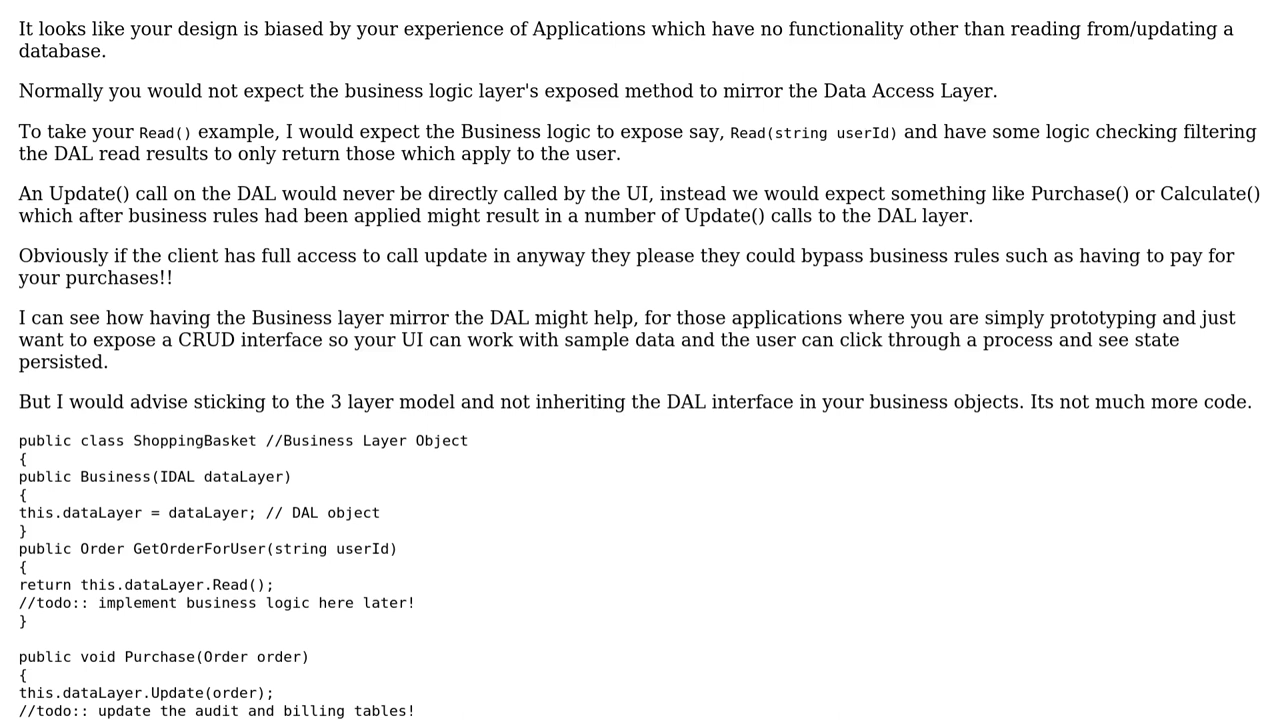 It looks like your design is biased by your experience of Applications which have no functionality other than reading from/updating a
database.
Normally you would not expect the business logic layer's exposed method to mirror the Data Access Layer.
To take your Read() example, I would expect the Business logic to expose say, Read(string userId) and have some logic checking filtering
the DAL read results to only return those which apply to the user.
An Update() call on the DAL would never be directly called by the UI, instead we would expect something like Purchase() or Calculate()
which after business rules had been applied might result in a number of Update() calls to the DAL layer.
Obviously if the client has full access to call update in anyway they please they could bypass business rules such as having to pay for
your purchases!!
I can see how having the Business layer mirror the DAL might help, for those applications where you are simply prototyping and just
want to expose a CRUD interface so your UI can work with sample data and the user can click through a process and see state
persisted.
But I would advise sticking to the 3 layer model and not inheriting the DAL interface in your business objects. Its not much more code.
public class ShoppingBasket //Business Layer Object
{
public Business(IDAL dataLayer)
{
this.dataLayer = dataLayer; // DAL object
}
public Order GetOrderForUser(string userId)
{
return this.dataLayer.Read();
//todo:: implement business logic here later!
}
public void Purchase(Order order)
{
this.dataLayer.Update(order);
//todo:: update the audit and billing tables!